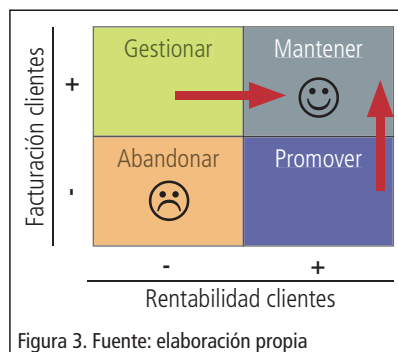 Gestionar
Mantener
Abandonar
Promover
Facturación clientes
+
-
-
+
Rentabilidad clientes
Figura 3. Fuente: elaboración propia